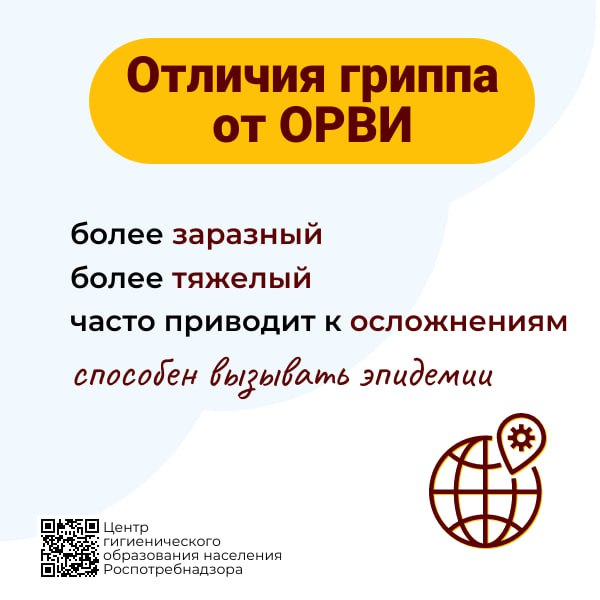 Отличия гриппа
от ОРВИ
более заразный
более тяжелый
часто приводит к осложнениям
способен вызывать эпидемии
Центр
гигиенического
образования населения
Роспотребнадзора